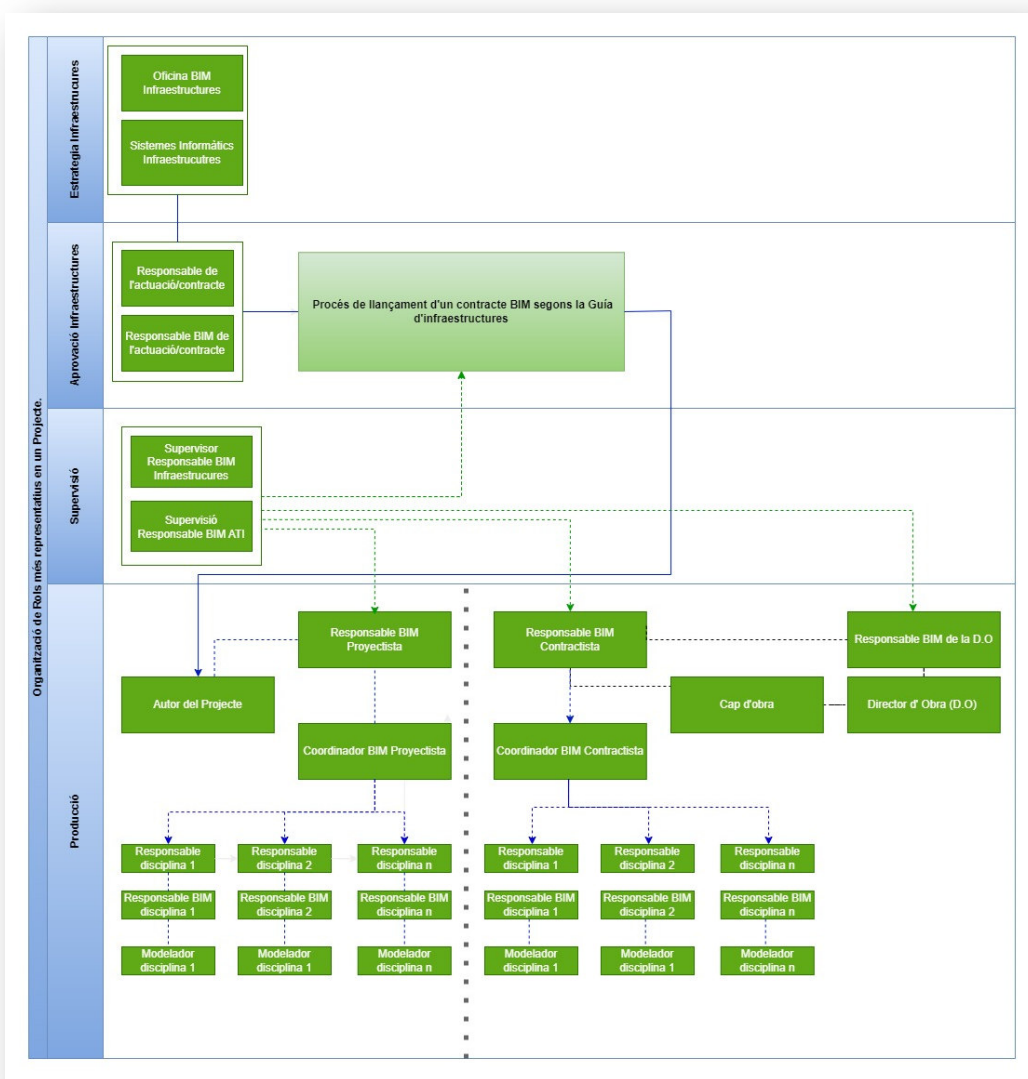 Organització de Rols més representatius en un Projecte.
Estrategia Infraestrucures
Oficina BIM
Infraestructures
Sistemes Informàtics
Infraestrucutres
Aprovació Infraestructures
Responsable de
l'actuació/contracte
Responsable BIM de
l'actuació/contracte
Procés de llançament d'un contracte BIM segons la Guía
d'infraestructures
Supervisió
Supervisor
Responsable BIM
Infraestrucures
Supervisió
Responsable BIM ATI
Producció
Responsable BIM
Proyectista
Responsable BIM
Contractista
Responsable BIM de la D.O
Autor del Projecte
Cap d'obra
Director d' Obra (D.O)
Coordinador BIM Proyectista
Coordinador BIM Contractista
Responsable
disciplina 1
Responsable
disciplina 2
Responsable
disciplina n
Responsable
disciplina 1
Responsable
disciplina 2
Responsable
disciplina n
Responsable BIM
disciplina 1
Responsable BIM
disciplina 2
Responsable BIM
disciplina n
Responsable BIM
disciplina 1
Responsable BIM
disciplina 2
Responsable BIM
disciplina n
Modelador
disciplina 1
Modelador
disciplina 1
Modelador
disciplina n
Modelador
disciplina 1
Modelador
disciplina 1
Modelador
disciplina n